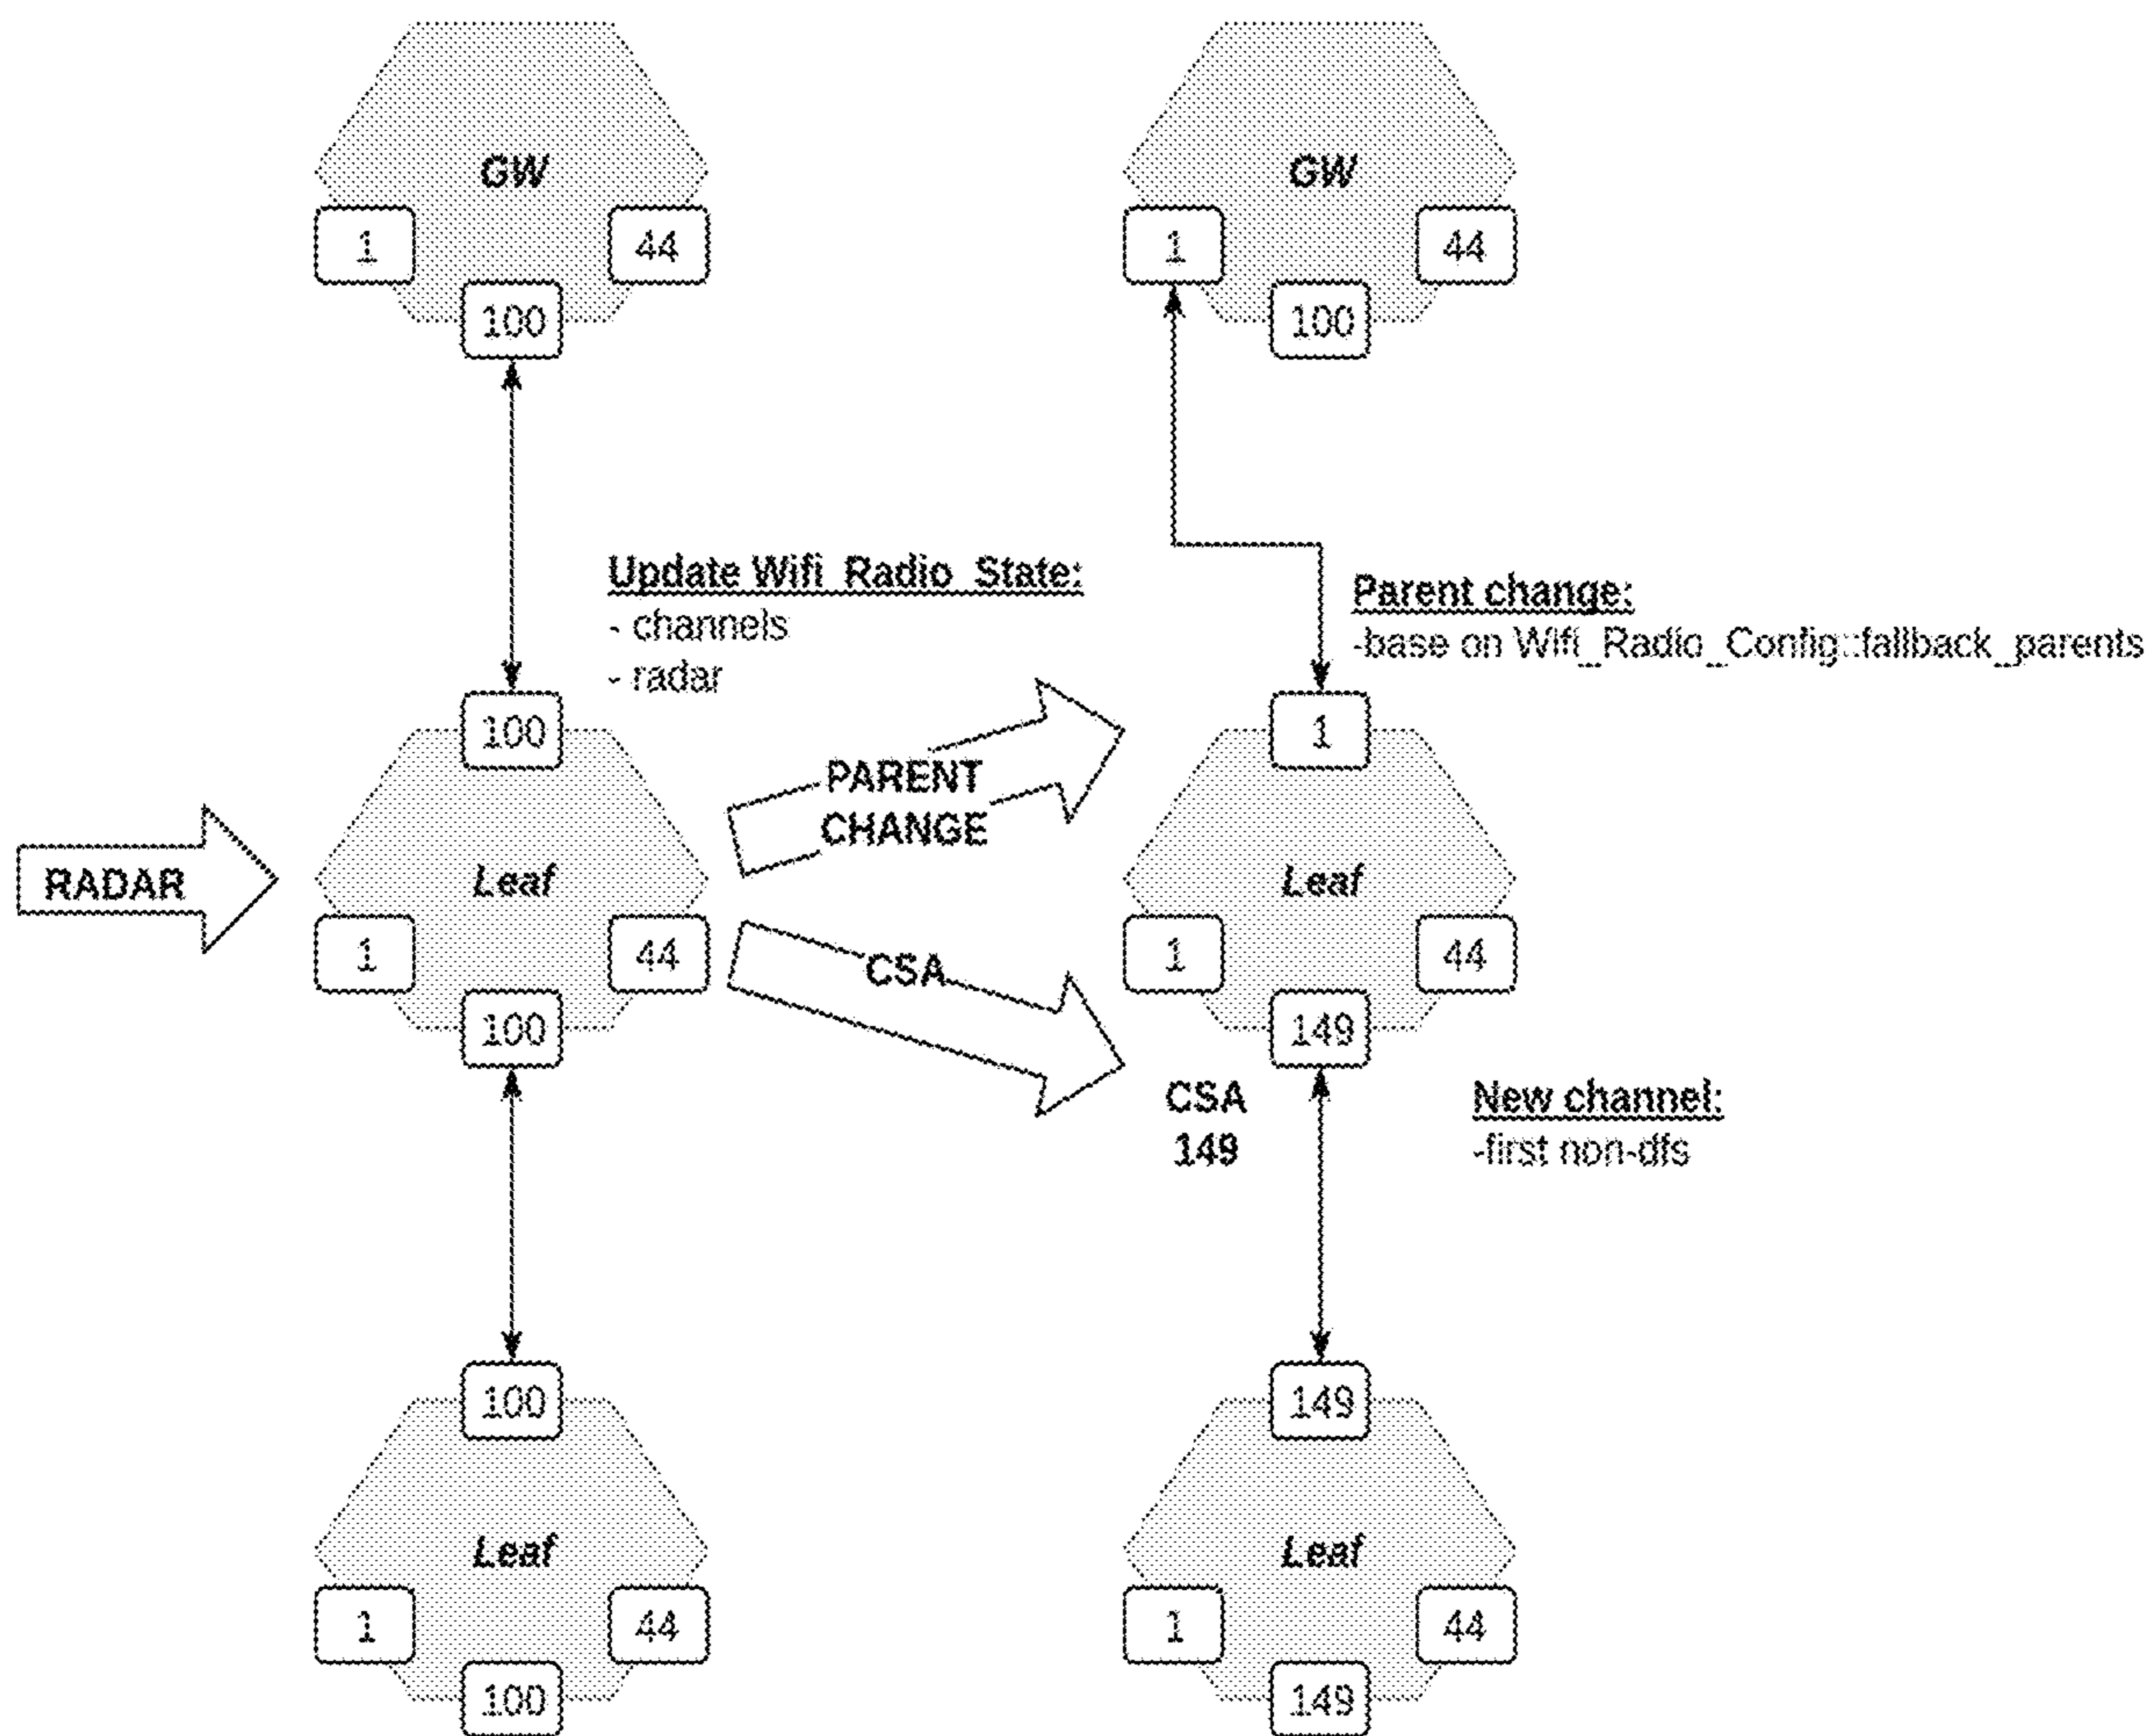 GW
1
44
100
GW
1
44
100
Update Wifi_Radio_State:
- channels
- radar
Parent change:
-base on Wifi_Radio_Config::fallback_parents
100
1
PARENT
CHANGE
RADAR
Leaf
1
44
100
CSA
Leaf
1
44
149
CSA
149
New channel:
-first non-dfs
100
Leaf
1
44
100
149
Leaf
1
44
149